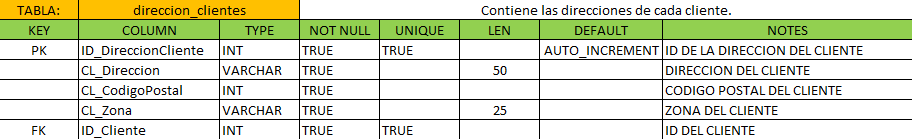 TABLA: direccion_clientes Contiene las direcciones de cada cliente.
KEY COLUMN TYPE NOT NULL UNIQUE LEN DEFAULT NOTES
PK ID_DireccionCliente INT TRUE TRUE AUTO_INCREMENT ID DE LA DIRECCION DEL CLIENTE
CL_Direccion VARCHAR TRUE 50 DIRECCION DEL CLIENTE
CL_CodigoPostal INT TRUE CODIGO POSTAL DEL CLIENTE
CL_Zona VARCHAR TRUE 25 ZONA DEL CLIENTE
FK ID_Cliente INT TRUE TRUE ID DEL CLIENTE